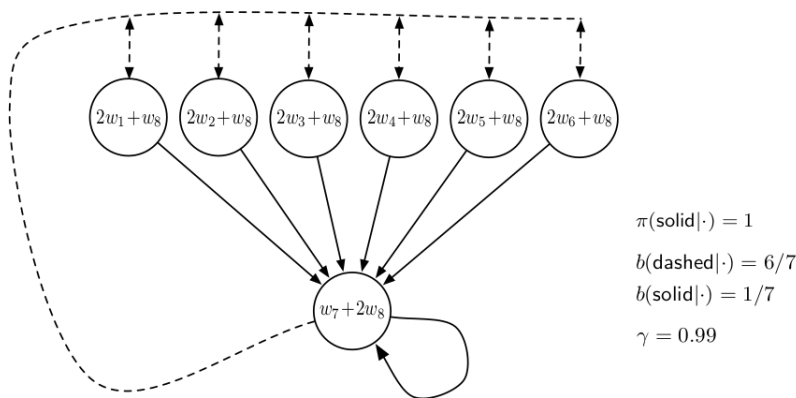 2w₁+w₈ 2w₂+w₈ 2w₃+w₈ 2w₄+w₈ 2w₅+w₈ 2w₆+w₈
π(solid|·) = 1
b(dashed|·) = 6/7
b(solid|·) = 1/7
w₇+2w₈
γ = 0.99